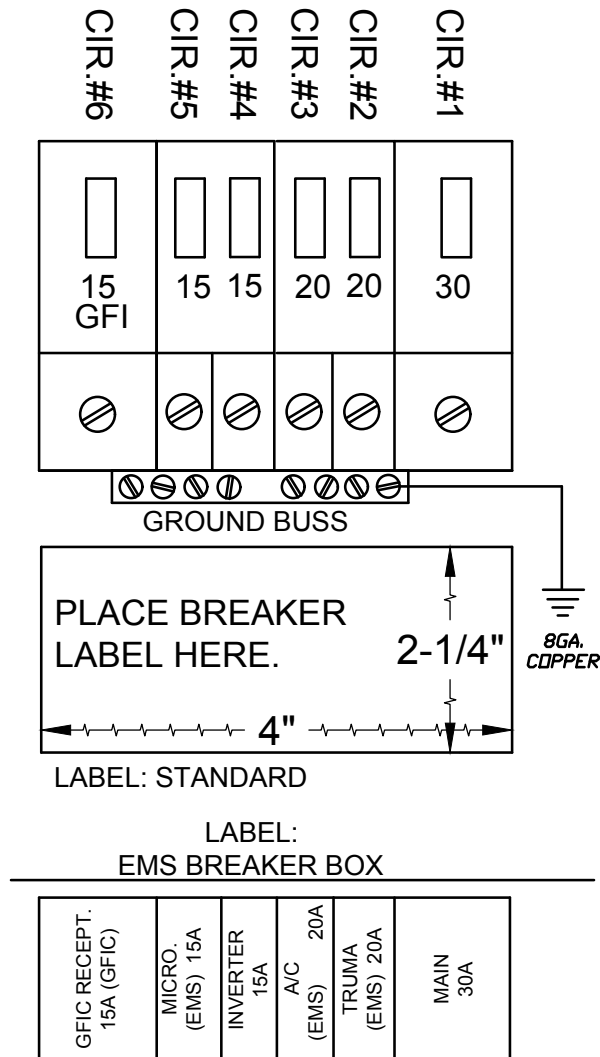 CIR.#6
CIR.#5
CIR.#4
CIR.#3
CIR.#2
CIR.#1
15
GFI
15
15
20
20
30
GROUND BUSS
PLACE BREAKER
LABEL HERE.
2-1/4"
4"
8GA.
COPPER
LABEL: STANDARD
LABEL:
EMS BREAKER BOX
GFIC RECEPT.
15A (GFIC)
MICRO.
(EMS) 15A
INVERTER
15A
A/C
(EMS) 20A
TRUMA
(EMS) 20A
MAIN
30A